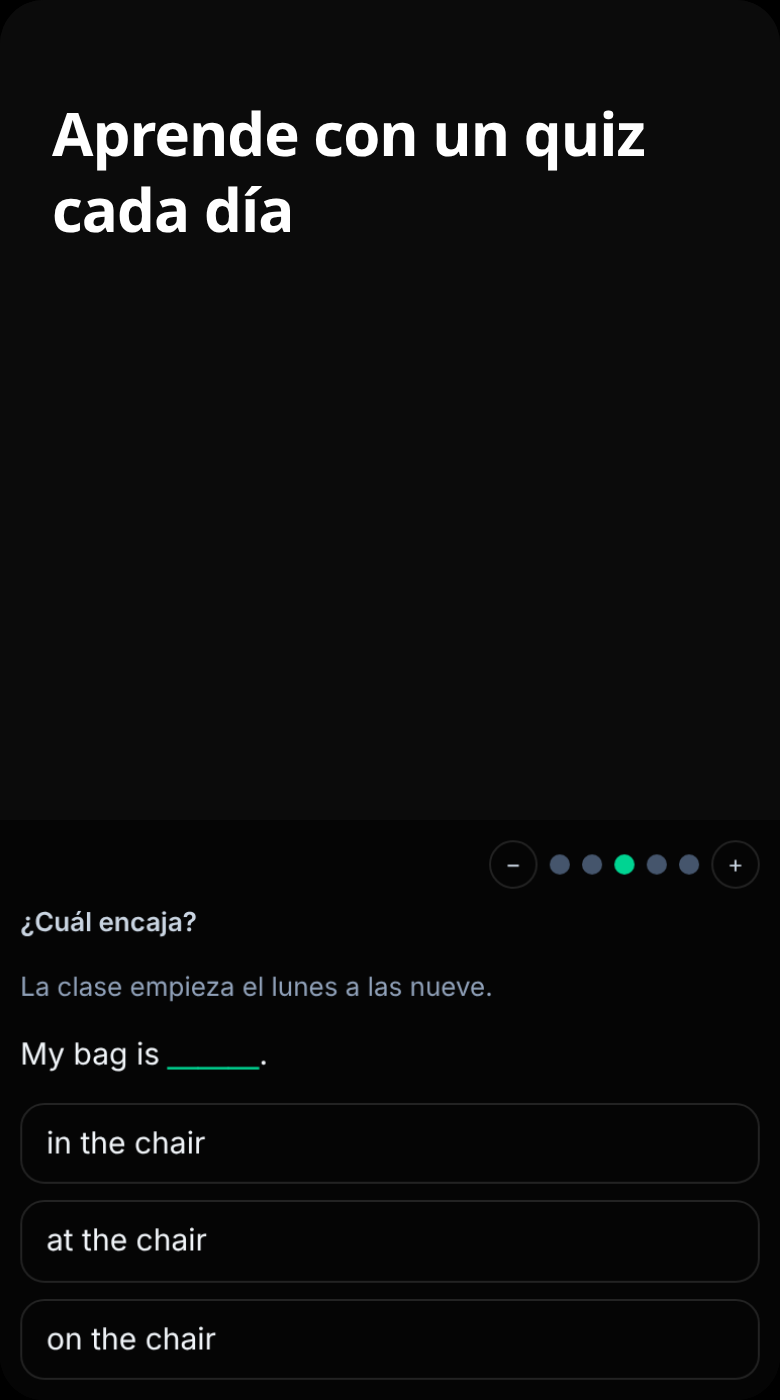 Aprende con un quiz
cada día
− +
¿Cuál encaja?
La clase empieza el lunes a las nueve.
My bag is ______.
in the chair
at the chair
on the chair